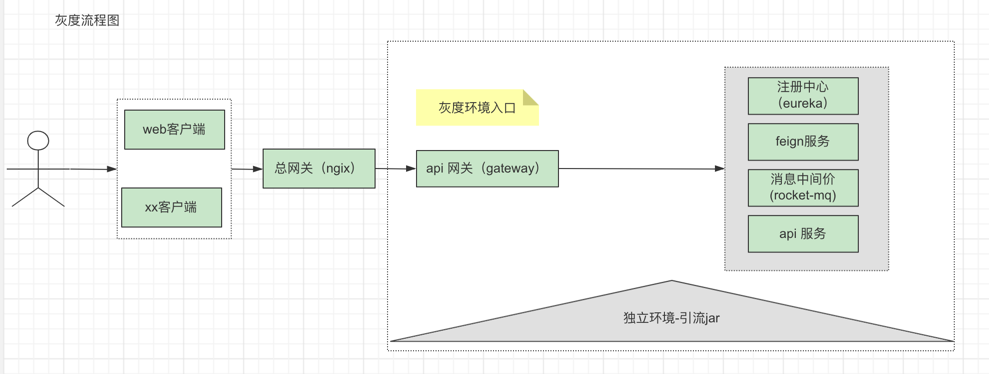 灰度流程图
web客户端
xx客户端
总网关（ngix）
灰度环境入口
api 网关（gateway）
注册中心
（eureka）
feign服务
消息中间价
(rocket-mq)
api 服务
独立环境-引流jar